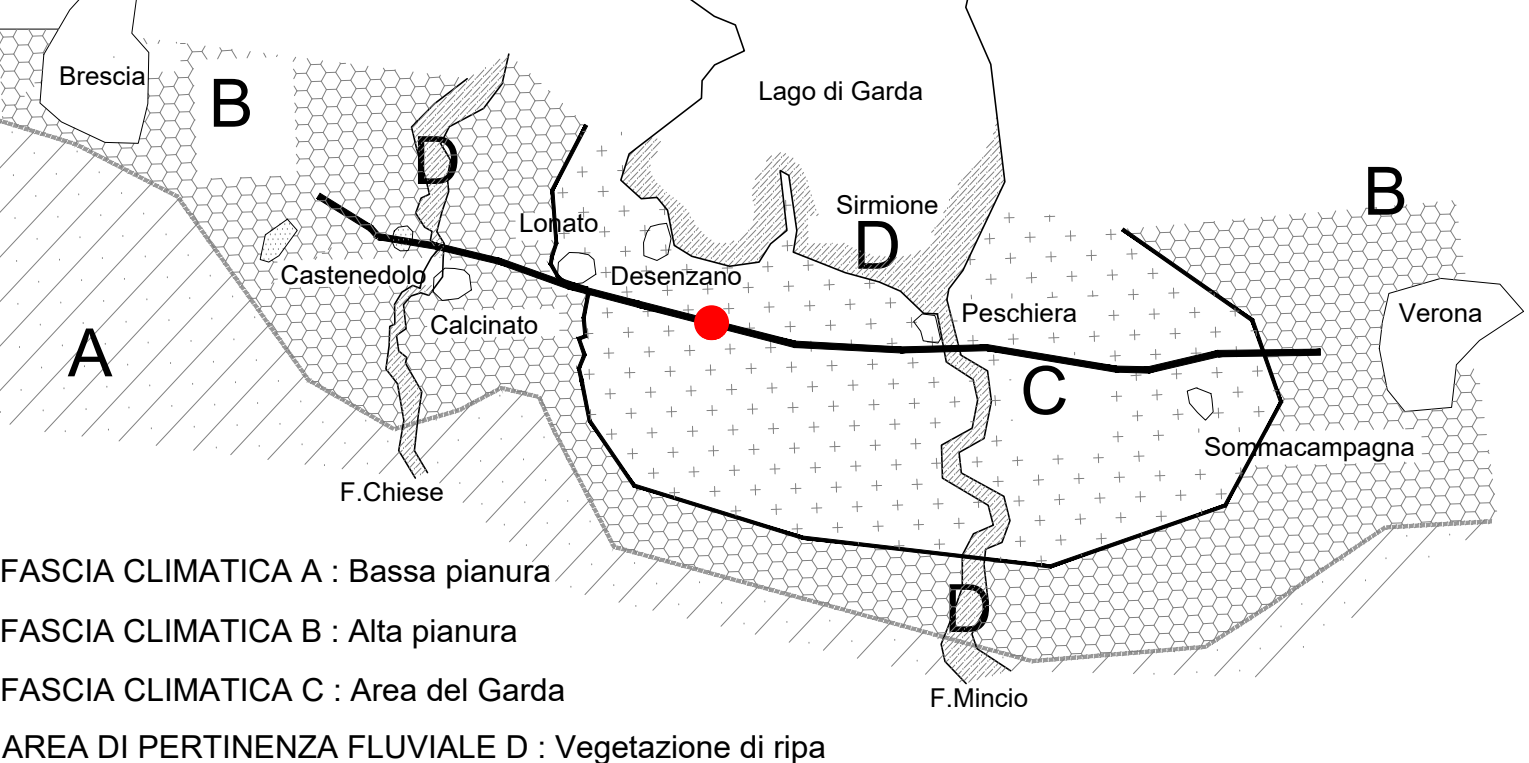 Brescia
B
Lago di Garda
D
B
Sirmione
Lonato
D
Castenedolo
Desenzano
Peschiera
Verona
Calcinato
A
C
Sommacampagna
F.Chiese
FASCIA CLIMATICA A : Bassa pianura
D
FASCIA CLIMATICA B : Alta pianura
FASCIA CLIMATICA C : Area del Garda
F.Mincio
AREA DI PERTINENZA FLUVIALE D : Vegetazione di ripa